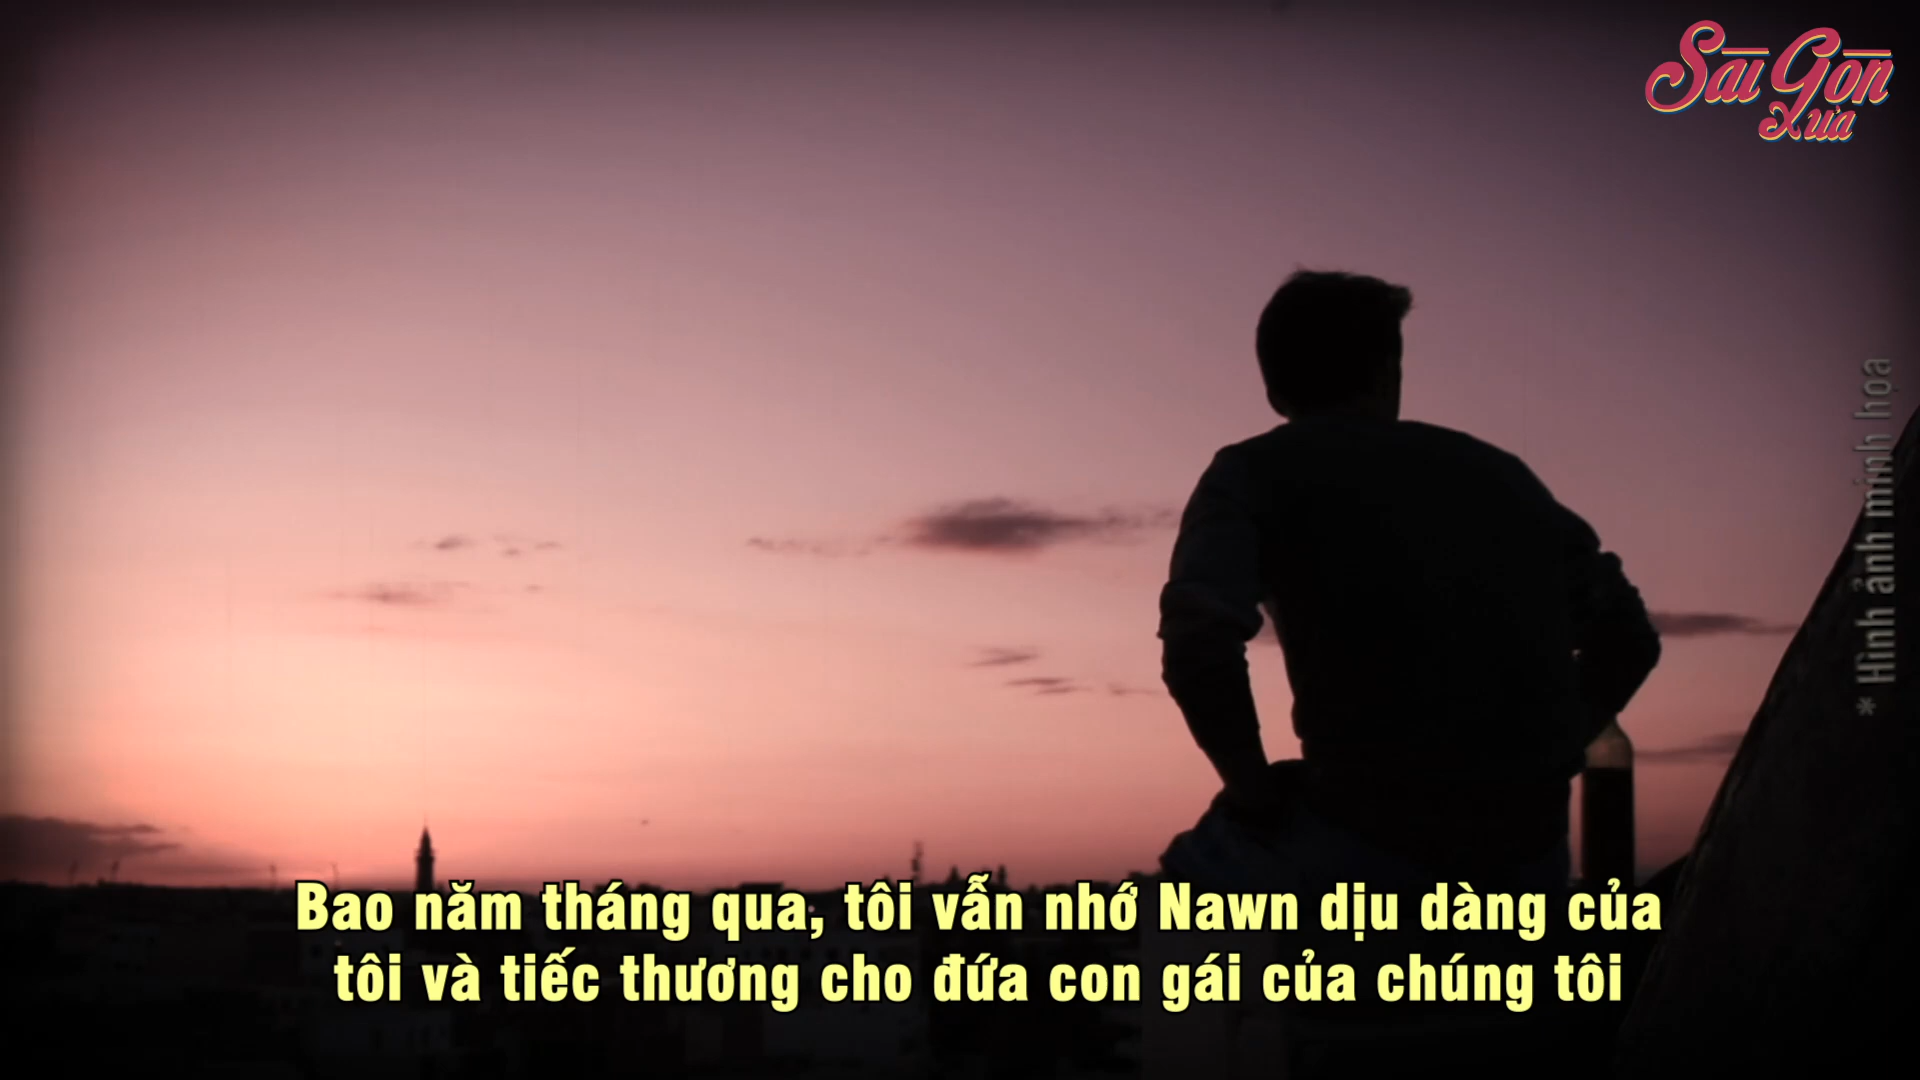 Sài Gòn
Xưa
* Hình ảnh minh họa
Bao năm tháng qua, tôi vẫn nhớ Nawn dịu dàng của
tôi và tiếc thương cho đứa con gái của chúng tôi